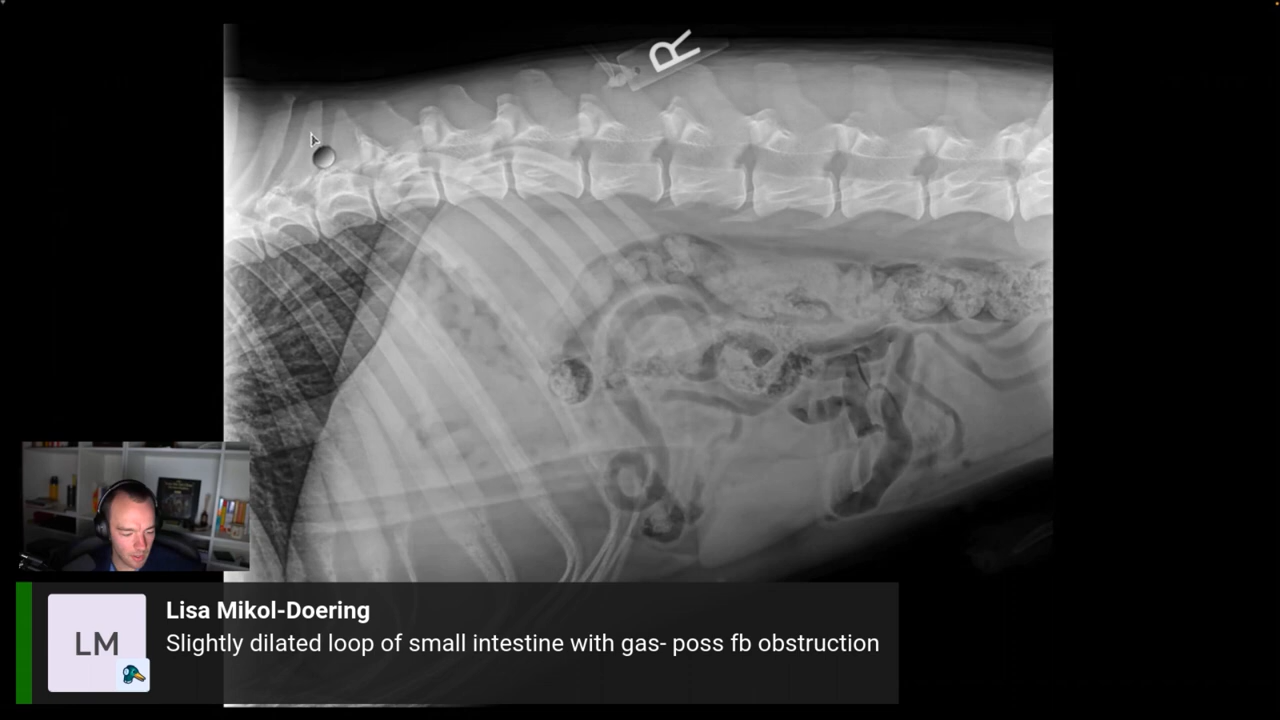 R
Lisa Mikol-Doering
LM
Slightly dilated loop of small intestine with gas- poss fb obstruction